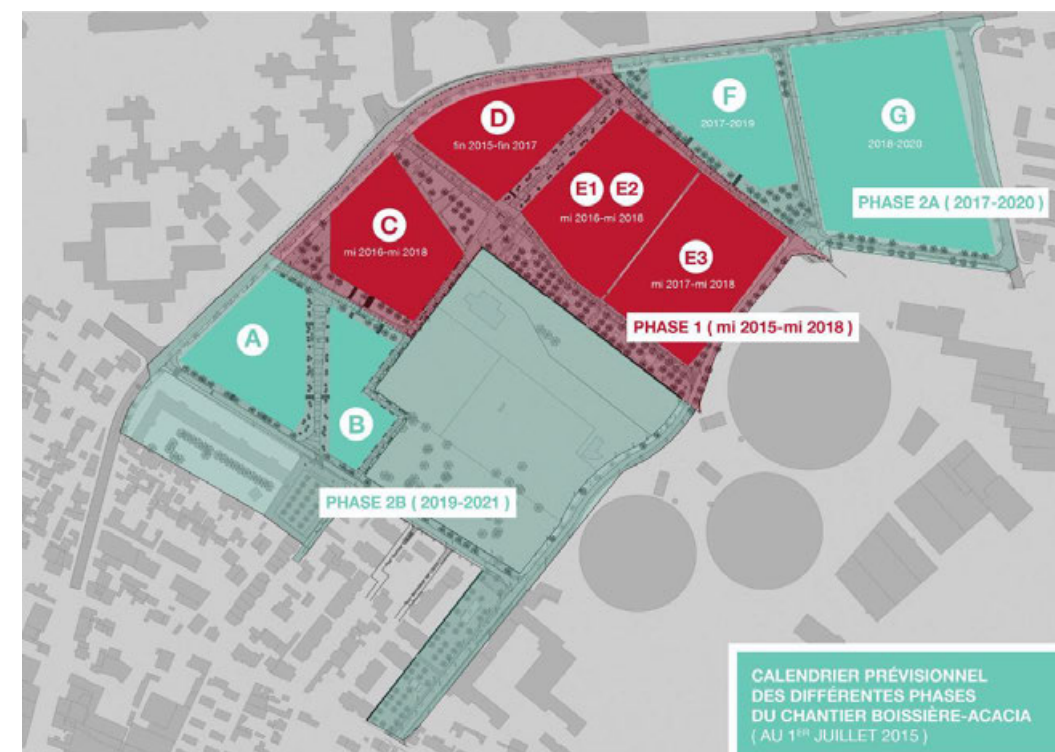 D
fin 2015-fin 2017
F
2017-2019
G
2018-2020
PHASE 2A ( 2017-2020 )
E1 E2
mi 2016-mi 2018
C
mi 2016-mi 2018
E3
mi 2017-mi 2018
PHASE 1 ( mi 2015-mi 2018 )
A
B
PHASE 2B ( 2019-2021 )
CALENDRIER PRÉVISIONNEL
DES DIFFÉRENTES PHASES
DU CHANTIER BOISSIÈRE-ACACIA
( AU 1ER JUILLET 2015 )